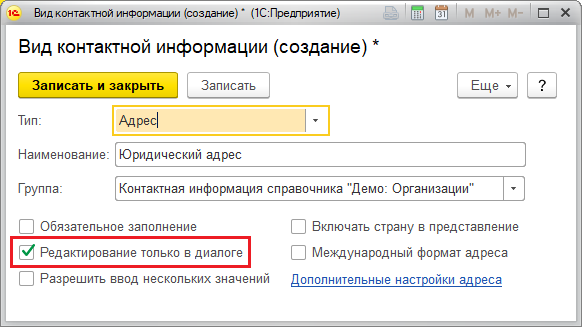 Вид контактной информации (создание) * (1С:Предприятие)
31 M M+ M-
Вид контактной информации (создание) *
Записать и закрыть Записать Еще ?
Тип: Адрес
Наименование: Юридический адрес
Группа: Контактная информация справочника "Демо: Организации"
Обязательное заполнение Включать страну в представление
Редактирование только в диалоге Международный формат адреса
Разрешить ввод нескольких значений Дополнительные настройки адреса